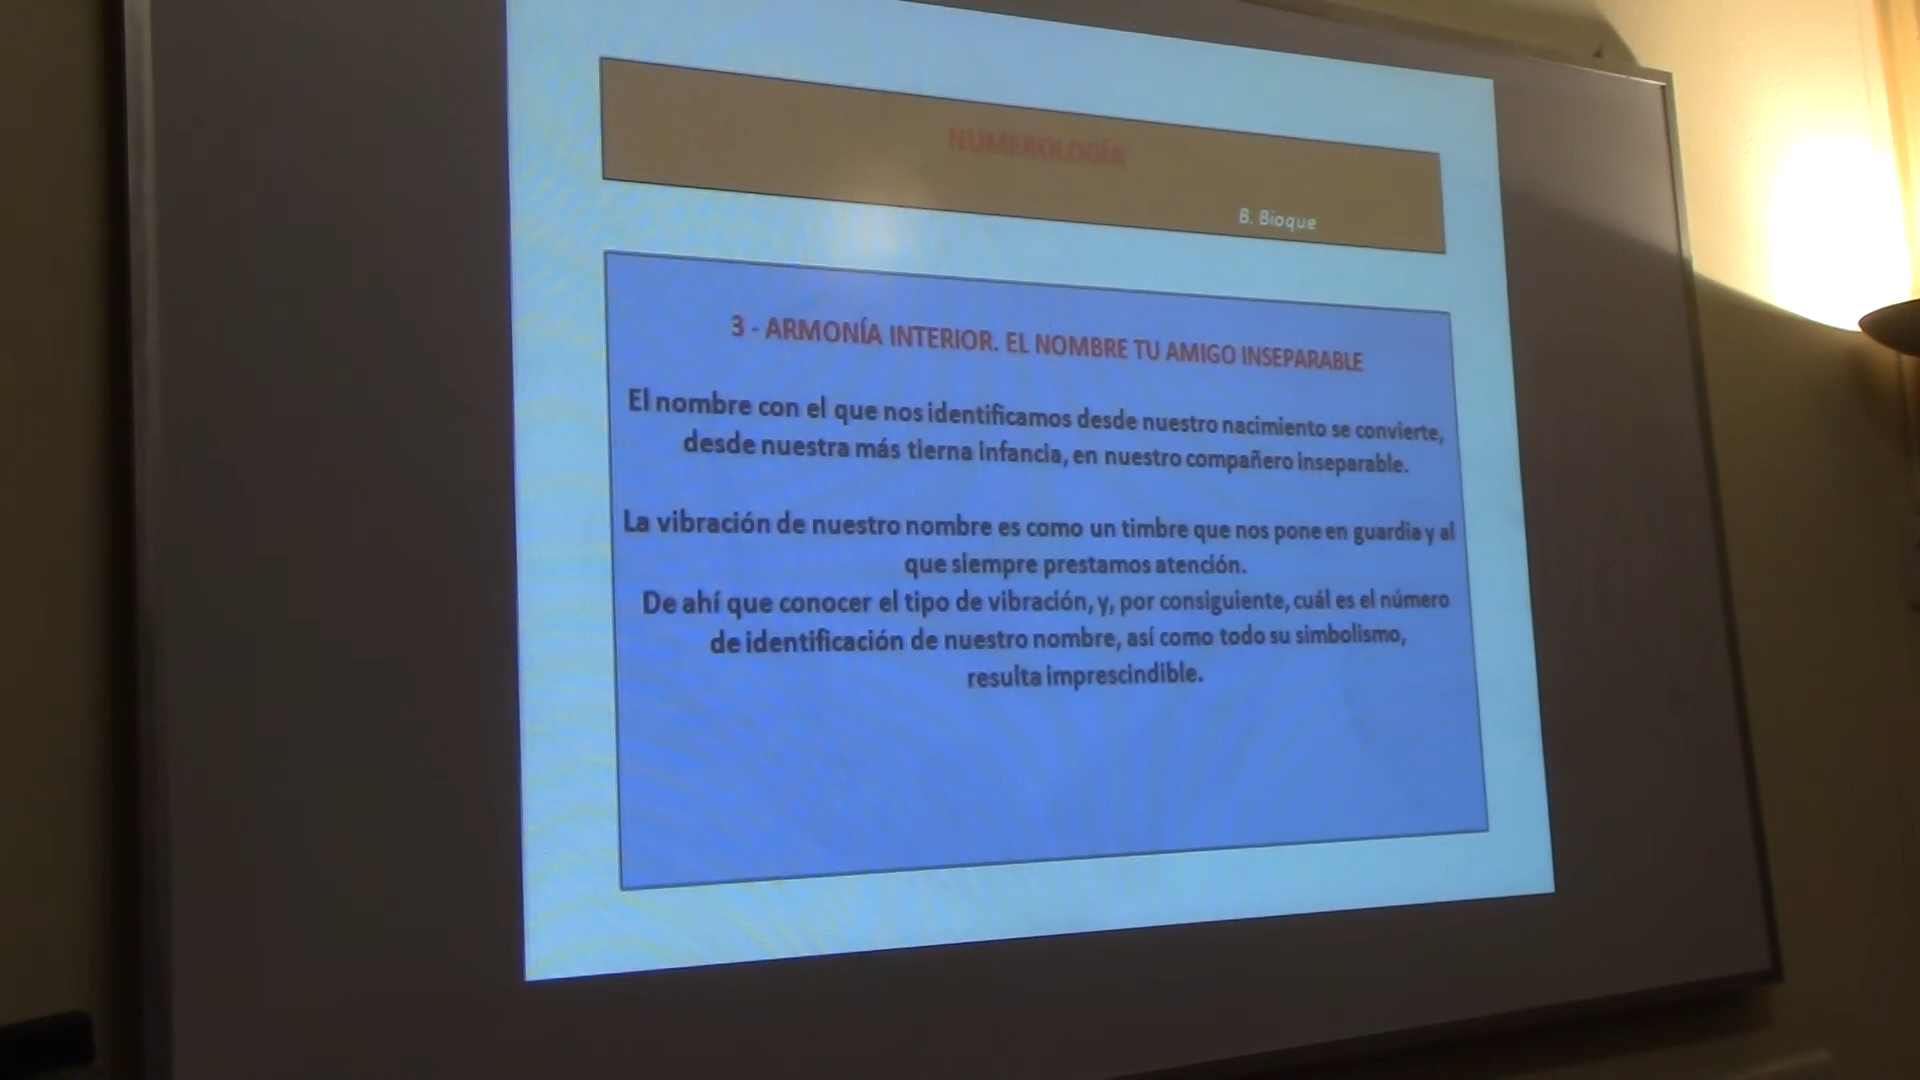 NUMEROLOGÍA
B. Bioque
3 - ARMONÍA INTERIOR. EL NOMBRE TU AMIGO INSEPARABLE
El nombre con el que nos identificamos desde nuestro nacimiento se convierte,
desde nuestra más tierna infancia, en nuestro compañero inseparable.
La vibración de nuestro nombre es como un timbre que nos pone en guardia y al
que siempre prestamos atención.
De ahí que conocer el tipo de vibración, y, por consiguiente, cuál es el número
de identificación de nuestro nombre, así como todo su simbolismo,
resulta imprescindible.